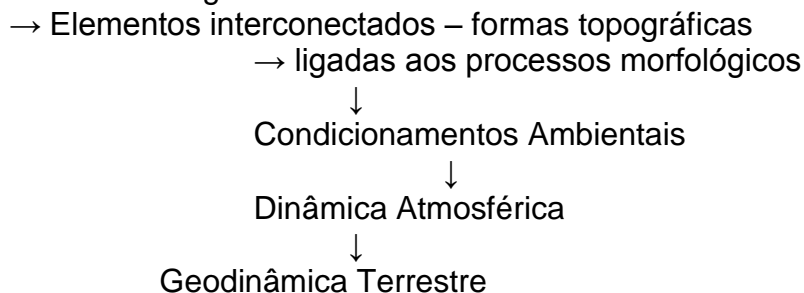 → Elementos interconectados – formas topográficas
→ ligadas aos processos morfológicos
↓
Condicionamentos Ambientais
↓
Dinâmica Atmosférica
↓
Geodinâmica Terrestre